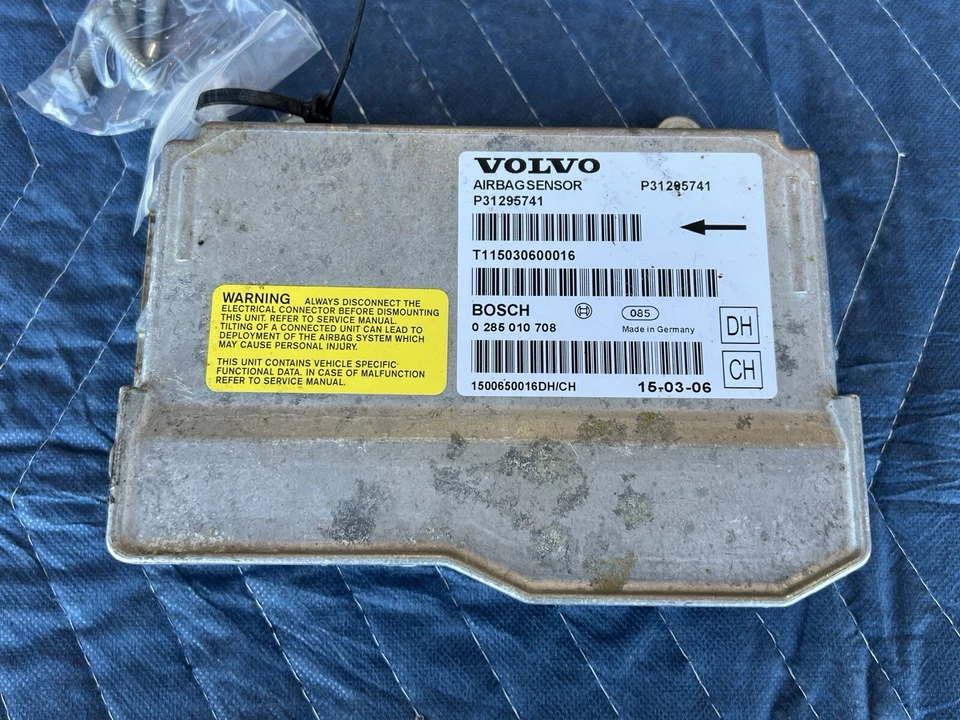 VOLVO
AIRBAG SENSOR P31295741
P31295741
T115030600016
BOSCH 085
0 285 010 708 Made in Germany
DH
CH
1500650016DH/CH 15-03-06
WARNING ALWAYS DISCONNECT THE
ELECTRICAL CONNECTOR BEFORE DISMOUNTING
THIS UNIT. REFER TO SERVICE MANUAL.
TILTING OF A CONNECTED UNIT CAN LEAD TO
DEPLOYMENT OF THE AIRBAG SYSTEM WHICH
MAY CAUSE PERSONAL INJURY.
THIS UNIT CONTAINS VEHICLE SPECIFIC
FUNCTIONAL DATA. IN CASE OF MALFUNCTION
REFER TO SERVICE MANUAL.